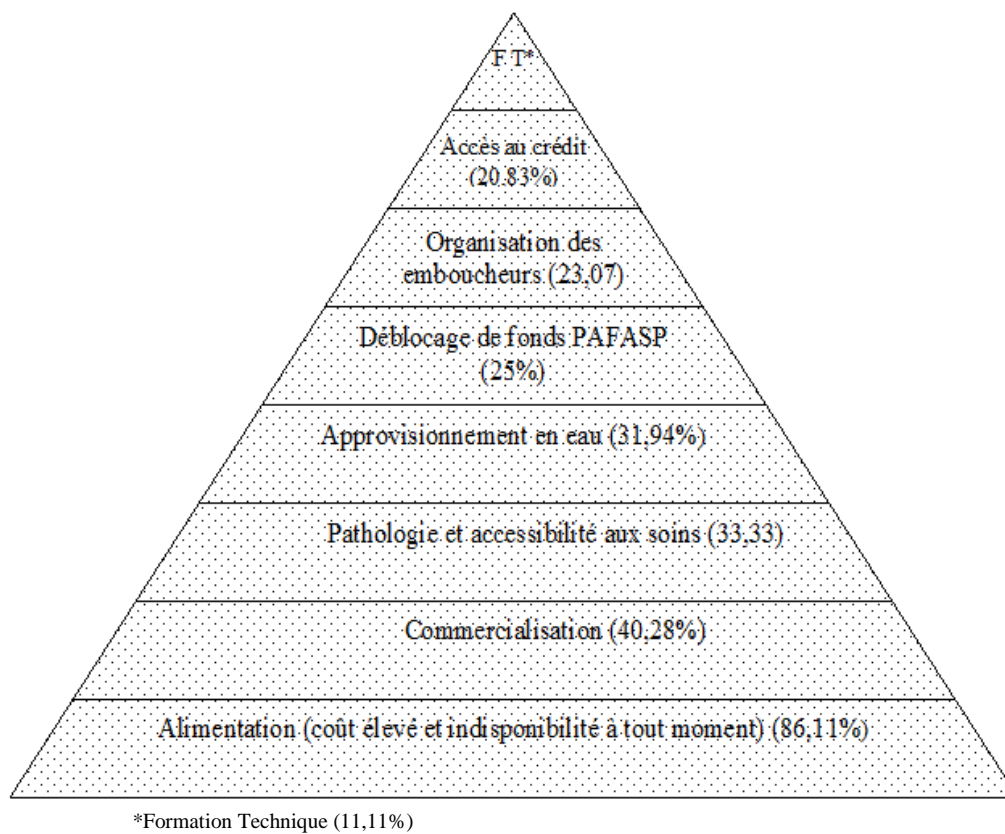 F T*
Accès au crédit
(20.83%)
Organisation des
emboucheurs (23,07)
Déblocage de fonds PAFASP
(25%)
Approvisionnement en eau (31,94%)
Pathologie et accessibilité aux soins (33,33)
Commercialisation (40,28%)
Alimentation (coût élevé et indisponibilité à tout moment) (86,11%)
*Formation Technique (11,11%)